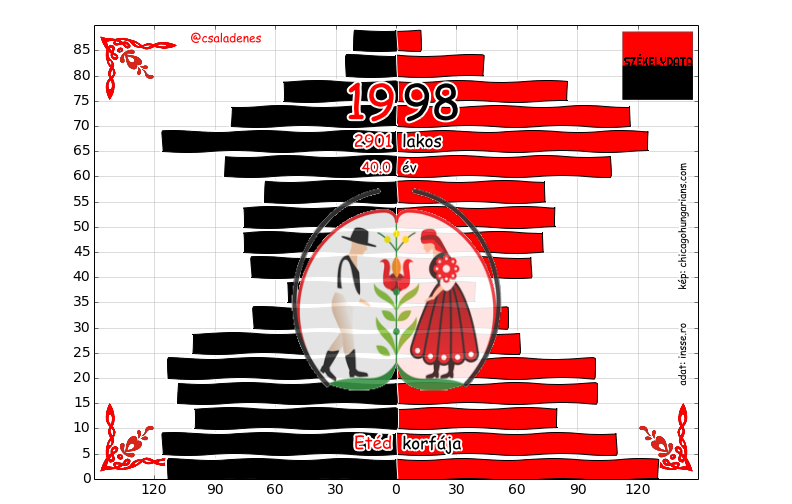 @csaladenes
SZÉKELYDATA
1998
2901 lakos
40.0 év
kép: chicagohungarians.com
adat: insse.ro
Etéd korfája
85
80
75
70
65
60
55
50
45
40
35
30
25
20
15
10
5
0
120 90 60 30 0 30 60 90 120